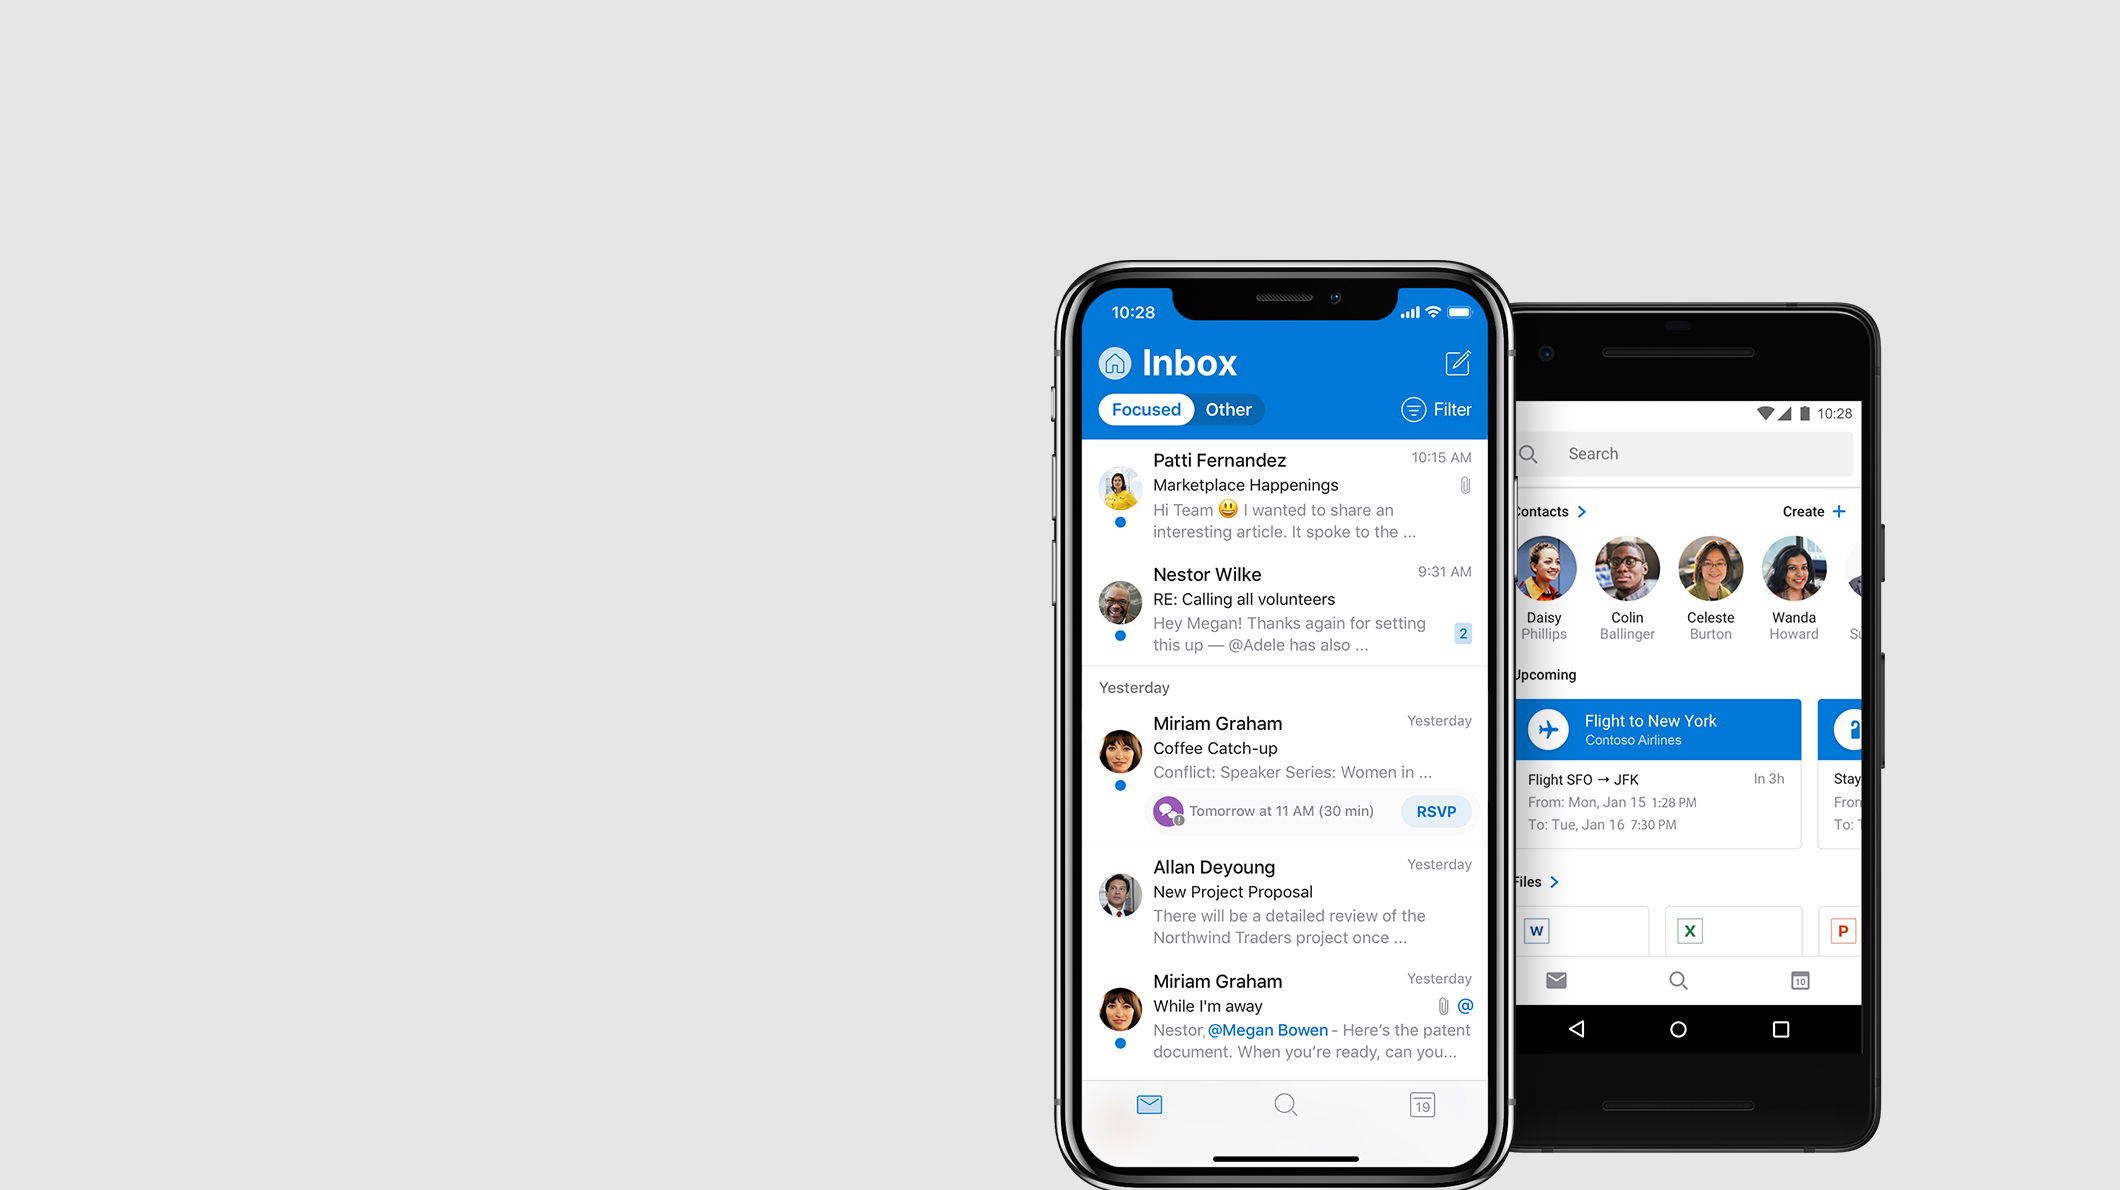 10:28
Inbox
Focused Other Filter
Patti Fernandez 10:15 AM
Marketplace Happenings
Hi Team 😃 I wanted to share an
interesting article. It spoke to the ...
Nestor Wilke 9:31 AM
RE: Calling all volunteers
Hey Megan! Thanks again for setting
this up — @Adele has also ...
2
Yesterday
Miriam Graham Yesterday
Coffee Catch-up
Conflict: Speaker Series: Women in ...
Tomorrow at 11 AM (30 min) RSVP
Allan Deyoung Yesterday
New Project Proposal
There will be a detailed review of the
Northwind Traders project once ...
Miriam Graham Yesterday
While I'm away @
Nestor, @Megan Bowen - Here’s the patent
document. When you’re ready, can you...
19
10:28
Search
Contacts Create +
Daisy Colin Celeste Wanda
Phillips Ballinger Burton Howard
Upcoming
Flight to New York
Contoso Airlines
Flight SFO → JFK In 3h
From: Mon, Jan 15 1:28 PM
To: Tue, Jan 16 7:30 PM
Stay
From
To:
Files
W X P
10